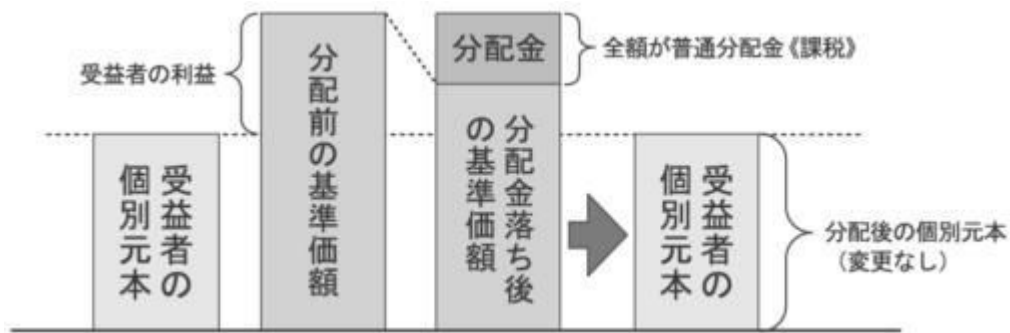 受益者の利益
受益者の
個別元本
分配前の基準価額
分配金
分配金落ち後
の基準価額
全額が普通分配金《課税》
受益者の
個別元本
分配後の個別元本
（変更なし）